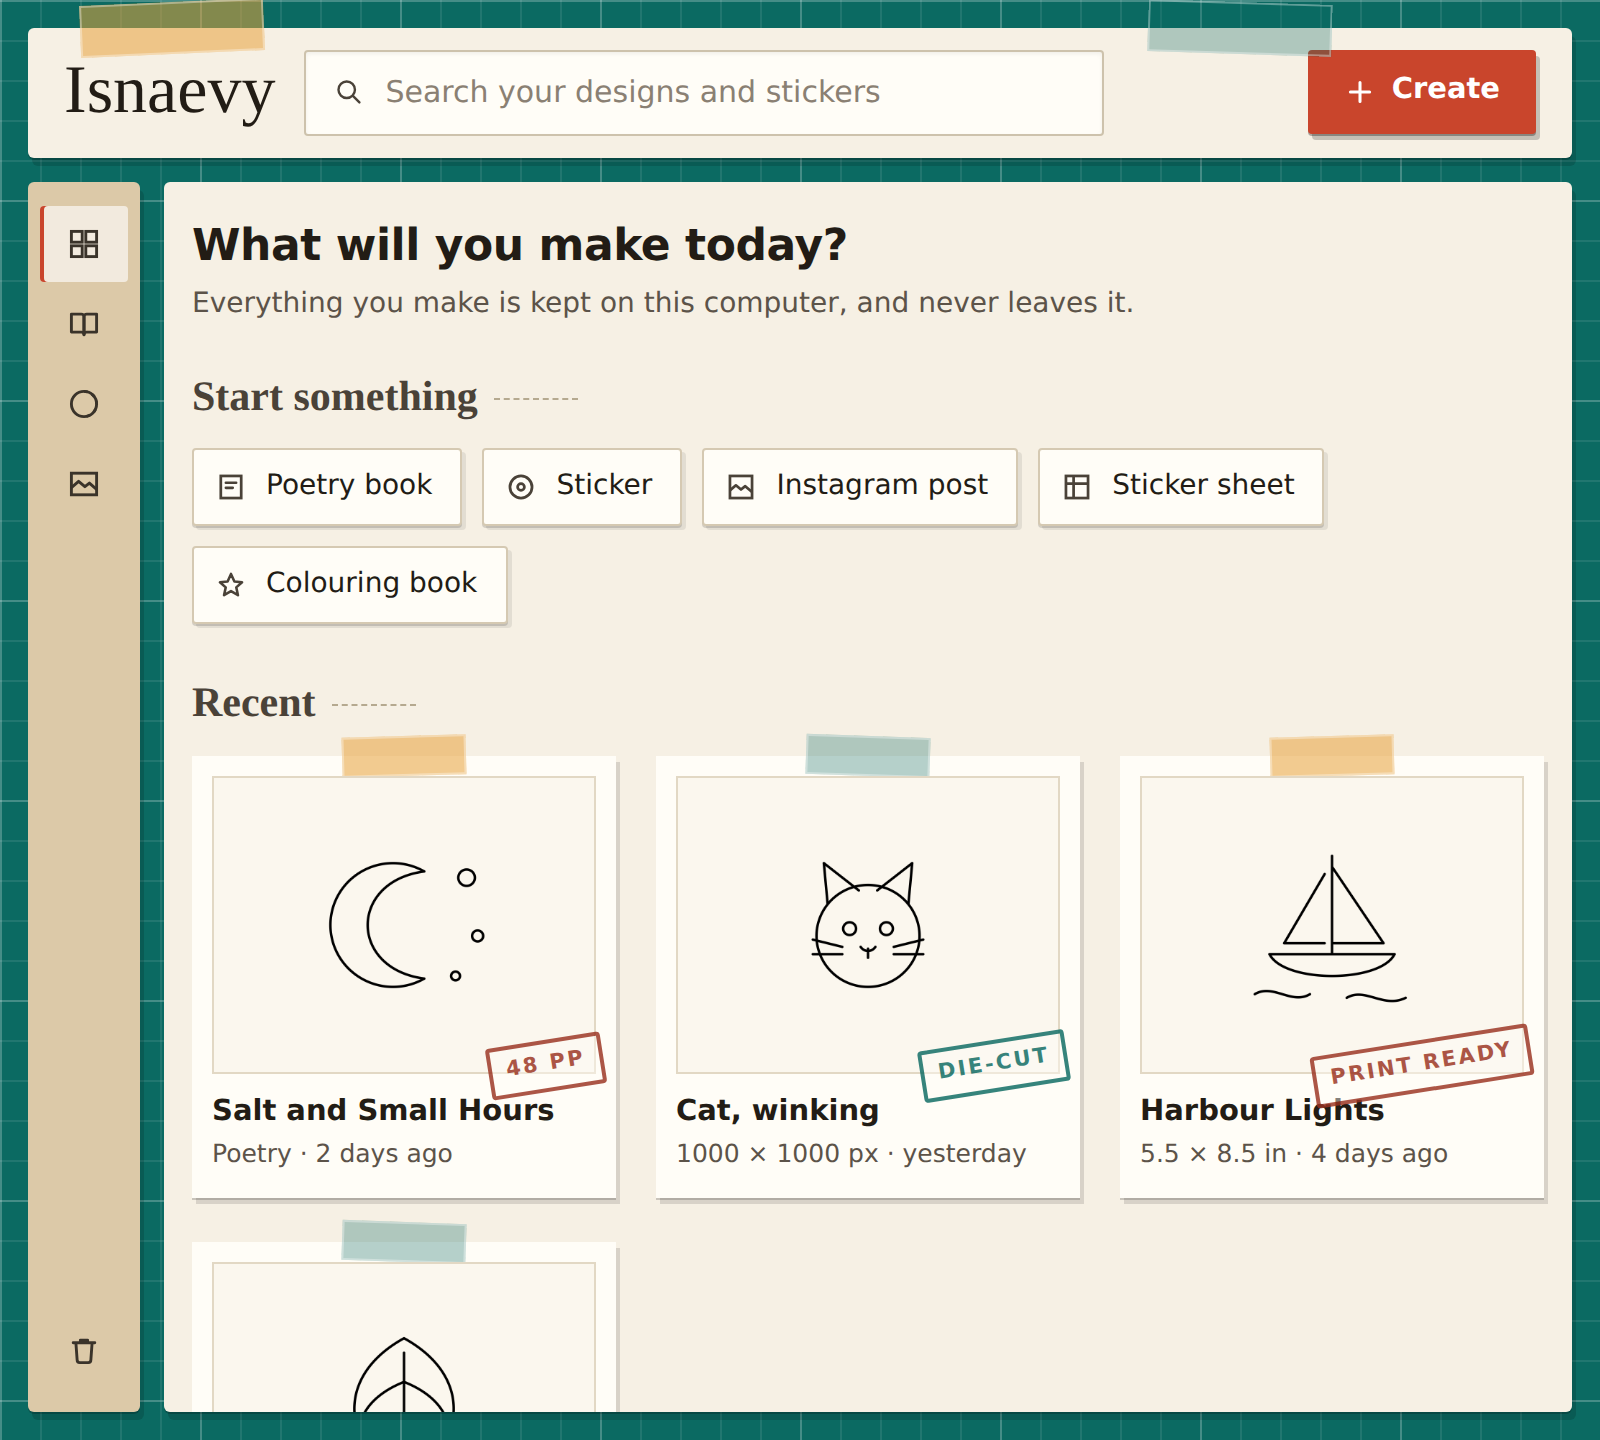 Isnaevy
Search your designs and stickers
Create
What will you make today?
Everything you make is kept on this computer, and never leaves it.
Start something
Poetry book
Sticker
Instagram post
Sticker sheet
Colouring book
Recent
48 PP
Salt and Small Hours
Poetry · 2 days ago
DIE-CUT
Cat, winking
1000 × 1000 px · yesterday
PRINT READY
Harbour Lights
5.5 × 8.5 in · 4 days ago